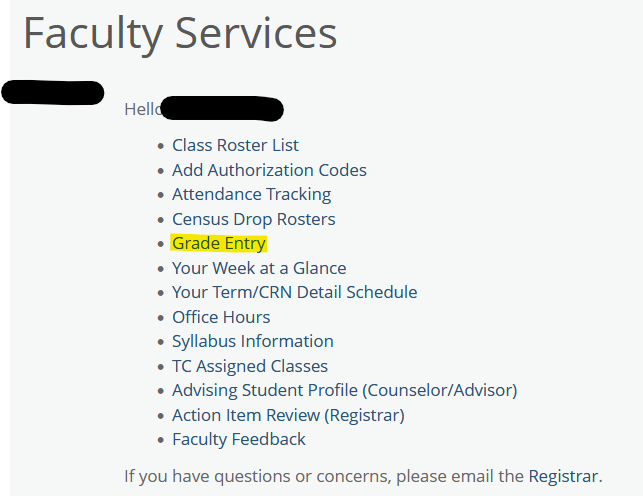 Faculty Services
Hello
Class Roster List
Add Authorization Codes
Attendance Tracking
Census Drop Rosters
Grade Entry
Your Week at a Glance
Your Term/CRN Detail Schedule
Office Hours
Syllabus Information
TC Assigned Classes
Advising Student Profile (Counselor/Advisor)
Action Item Review (Registrar)
Faculty Feedback
If you have questions or concerns, please email the Registrar.